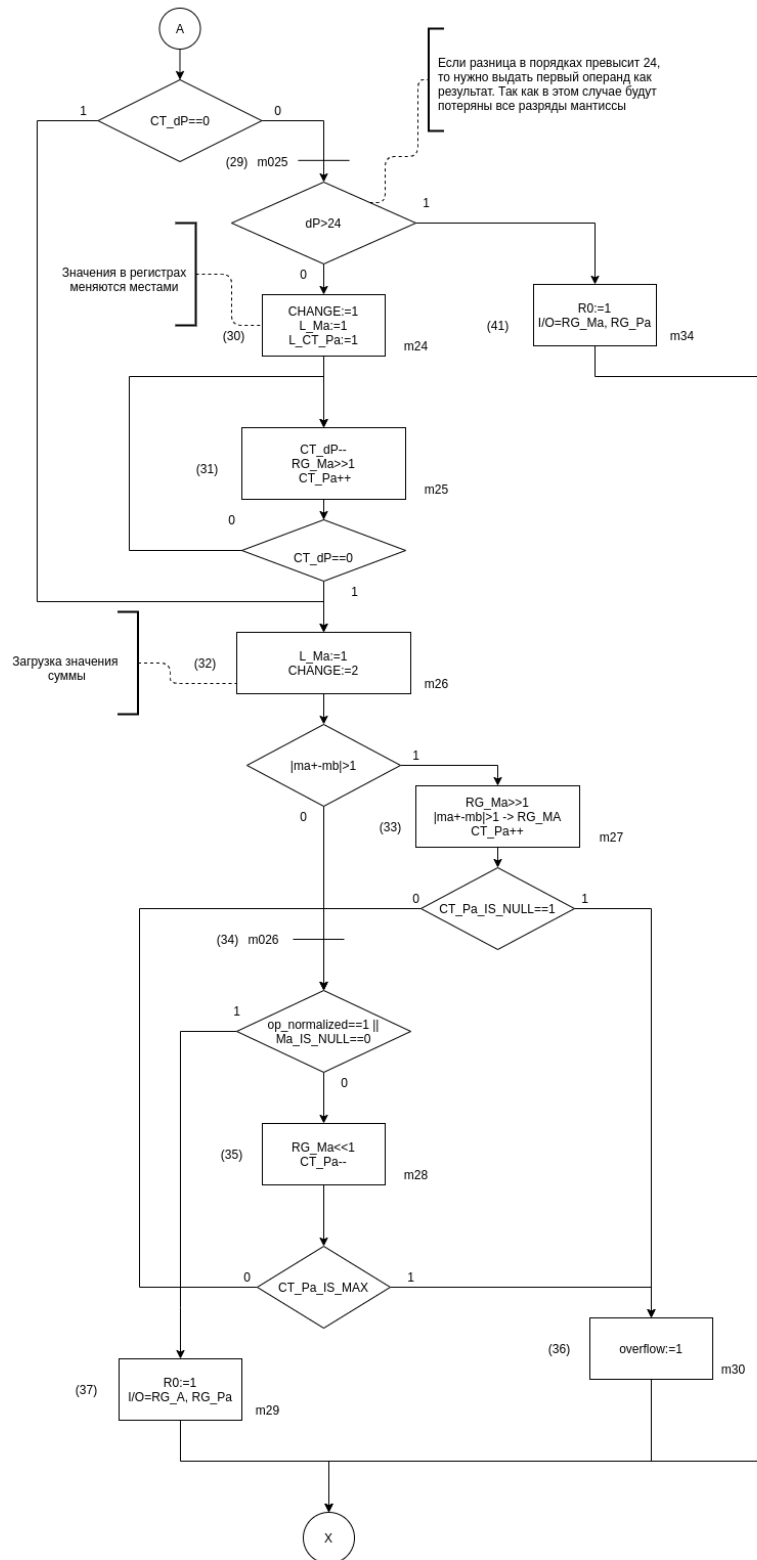 A
Если разница в порядках превысит 24,
то нужно выдать первый операнд как
результат. Так как в этом случае будут
потеряны все разряды мантиссы
1
CT_dP==0
0
(29) m025
dP>24
1
0
Значения в регистрах
меняются местами
CHANGE:=1
L_Ma:=1
L_CT_Pa:=1
(30)
m24
R0:=1
I/O=RG_Ma, RG_Pa
(41)
m34
CT_dP--
RG_Ma>>1
CT_Pa++
(31)
m25
0
CT_dP==0
1
Загрузка значения
суммы
(32)
L_Ma:=1
CHANGE:=2
m26
|ma+-mb|>1
1
0
RG_Ma>>1
|ma+-mb|>1 -> RG_MA
CT_Pa++
(33)
m27
0
CT_Pa_IS_NULL==1
1
(34) m026
1
op_normalized==1 ||
Ma_IS_NULL==0
0
(35)
RG_Ma<<1
CT_Pa--
m28
0
CT_Pa_IS_MAX
1
(36)
overflow:=1
m30
(37)
R0:=1
I/O=RG_A, RG_Pa
m29
X